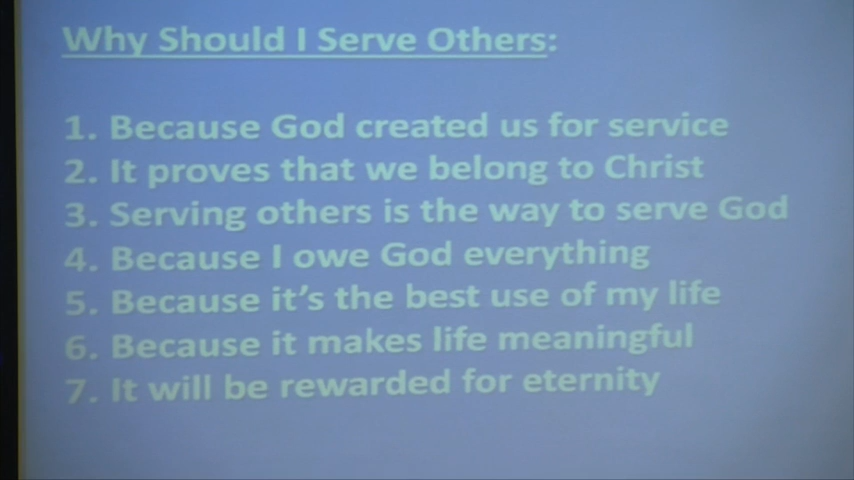 Why Should I Serve Others:
1. Because God created us for service
2. It proves that we belong to Christ
3. Serving others is the way to serve God
4. Because I owe God everything
5. Because it’s the best use of my life
6. Because it makes life meaningful
7. It will be rewarded for eternity